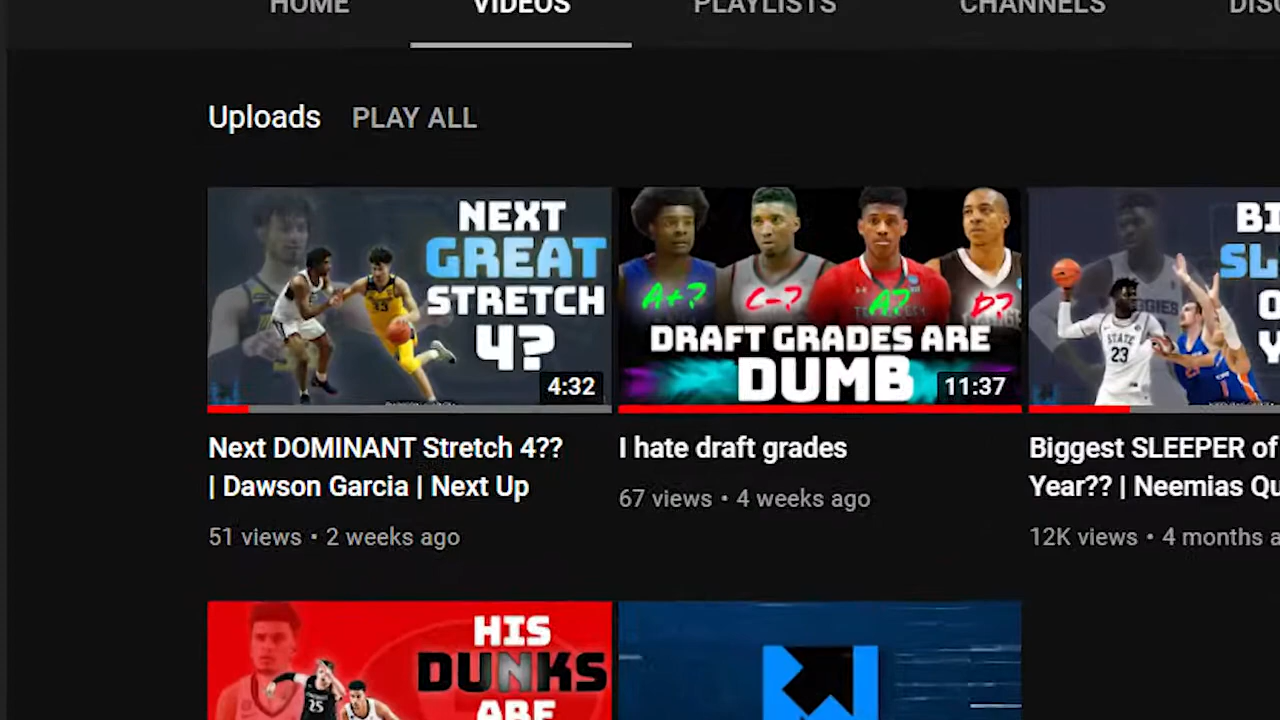 HOME VIDEOS PLAYLISTS CHANNELS
Uploads PLAY ALL
NEXT
GREAT
STRETCH
4?
4:32
A+? C-? A? D?
DRAFT GRADES ARE
DUMB
11:37
STATE
23
Next DOMINANT Stretch 4??
| Dawson Garcia | Next Up
51 views • 2 weeks ago
I hate draft grades
67 views • 4 weeks ago
Biggest SLEEPER of
Year?? | Neemias Qu
12K views • 4 months a
HIS
DUNKS
ARE
25